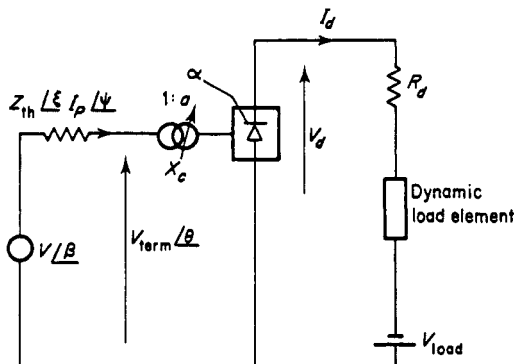 I_d
α
Z_th ∠ξ I_p ∠ψ
1:a
R_d
X_c
V_d
Dynamic
load element
V_term ∠θ
V∠β
V_load